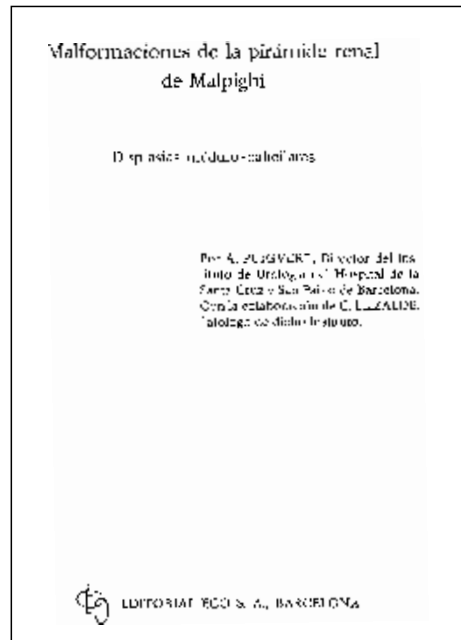 Malformaciones de la pirámide renal
de Malpighi
Displasias médulo-caliciliares
Por A. PUIGVERT, Director del Ins-
tituto de Urología del Hospital de la
Santa Cruz y San Pablo de Barcelona.
Con la colaboración de C. ELIZALDE,
Patólogo de dicho Instituto.
EDITORIAL ECO S. A., BARCELONA